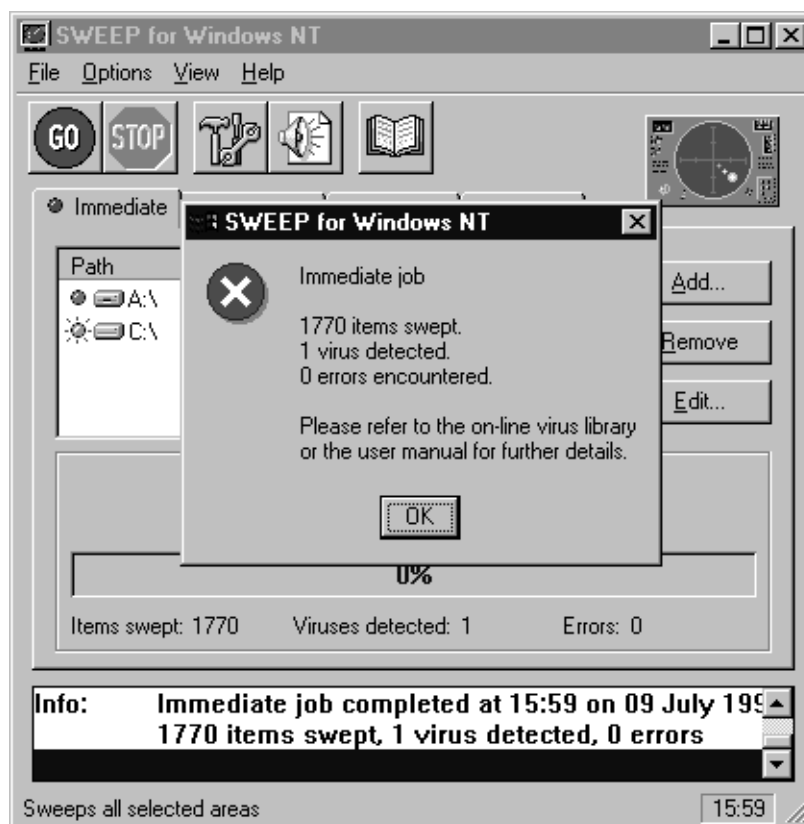 SWEEP for Windows NT
File Options View Help
GO STOP
Immediate
SWEEP for Windows NT
Path
A:\
C:\
Immediate job
1770 items swept.
1 virus detected.
0 errors encountered.
Please refer to the on-line virus library
or the user manual for further details.
OK
Add...
Remove
Edit...
0%
Items swept: 1770 Viruses detected: 1 Errors: 0
Info: Immediate job completed at 15:59 on 09 July 199
1770 items swept, 1 virus detected, 0 errors
Sweeps all selected areas 15:59